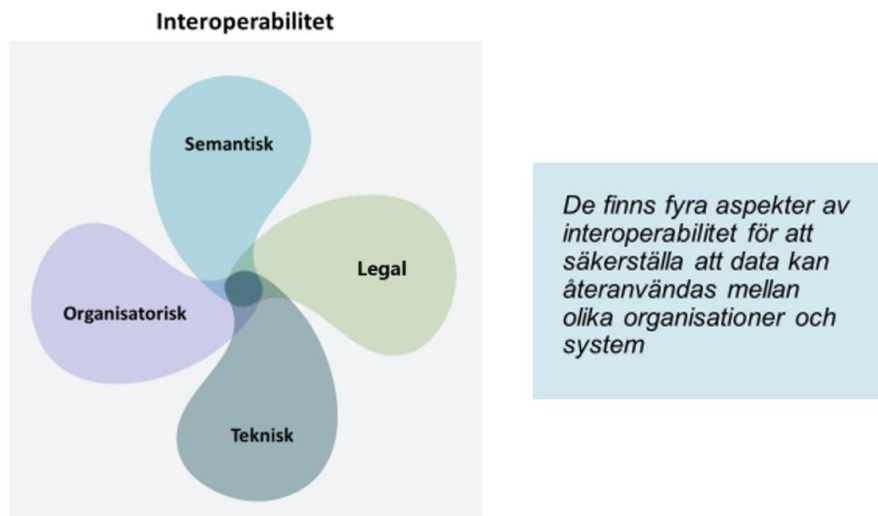 Interoperabilitet
Semantisk
Legal
Organisatorisk
Teknisk
De finns fyra aspekter av
interoperabilitet för att
säkerställa att data kan
återanvändas mellan
olika organisationer och
system